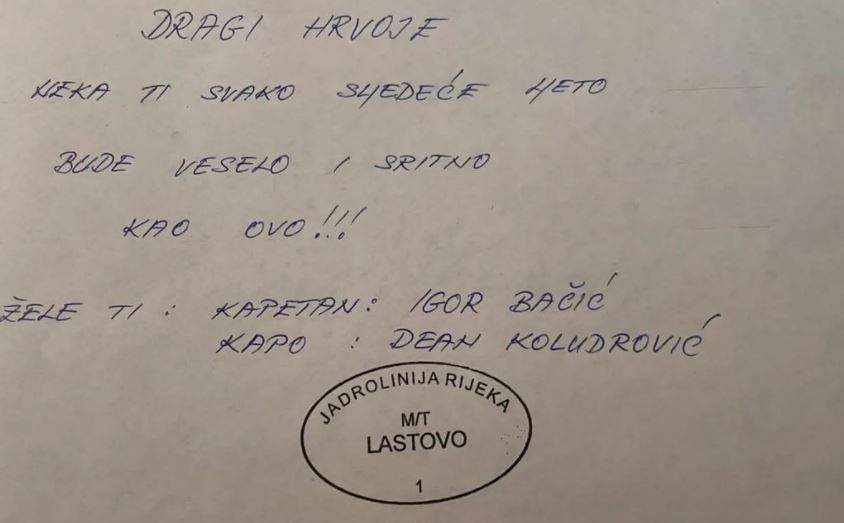 DRAGI HRVOJE
NEKA TI SVAKO SLJEDEĆE LJETO
BUDE VESELO I SRITNO
KAO OVO!!!
ŽELE TI : KAPETAN: IGOR BAČIĆ
KAPO : DEAN KOLUDROVIĆ
JADROLINIJA RIJEKA
M/T
LASTOVO
1